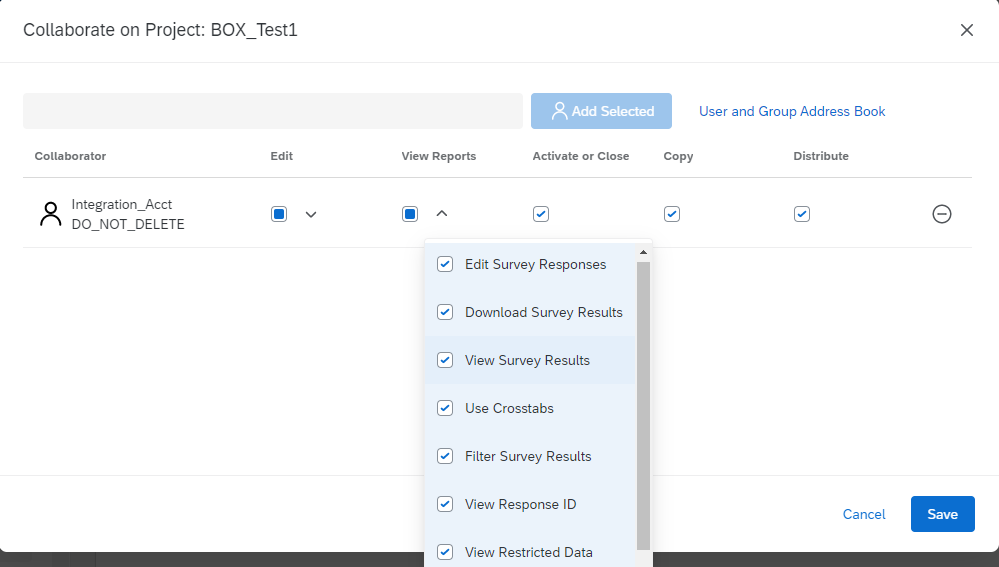 Collaborate on Project: BOX_Test1
Add Selected
User and Group Address Book
Collaborator
Edit
View Reports
Activate or Close
Copy
Distribute
Integration_Acct
DO_NOT_DELETE
Edit Survey Responses
Download Survey Results
View Survey Results
Use Crosstabs
Filter Survey Results
View Response ID
View Restricted Data
Cancel
Save